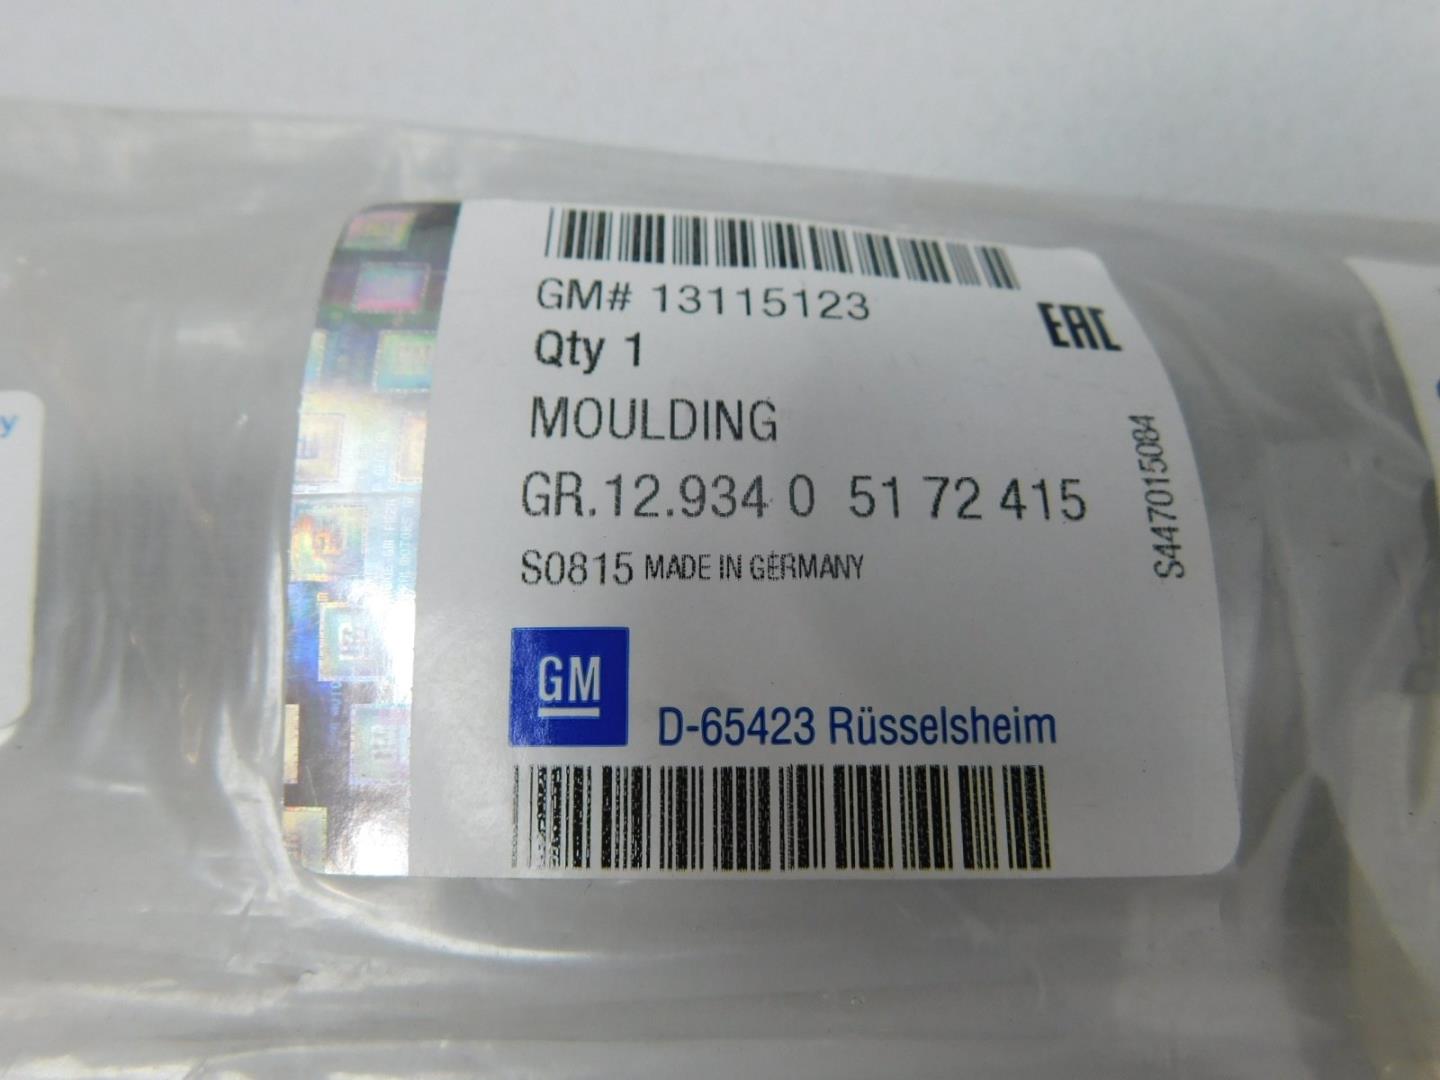 GM# 13115123
EAC
Qty 1
MOULDING
GR.12.934 0 51 72 415
S0815 MADE IN GERMANY
S447015084
GM
D-65423 Rüsselsheim
y